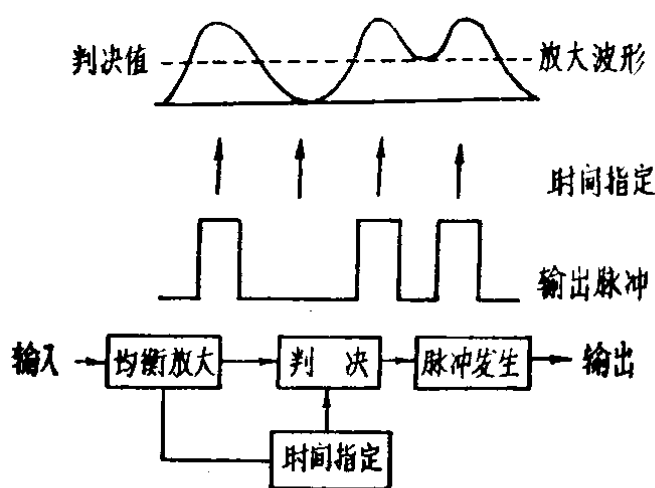 判决值
放大波形
时间指定
输出脉冲
输入
均衡放大
判 决
脉冲发生
输出
时间指定